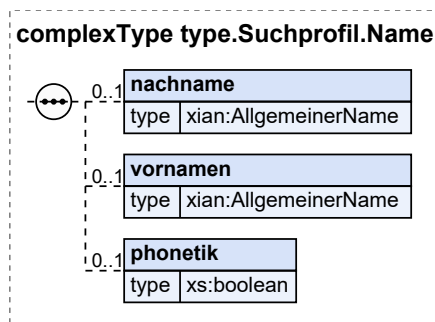 complexType type.Suchprofil.Name
0..1 nachname
type xian:AllgemeinerName
0..1 vornamen
type xian:AllgemeinerName
0..1 phonetik
type xs:boolean